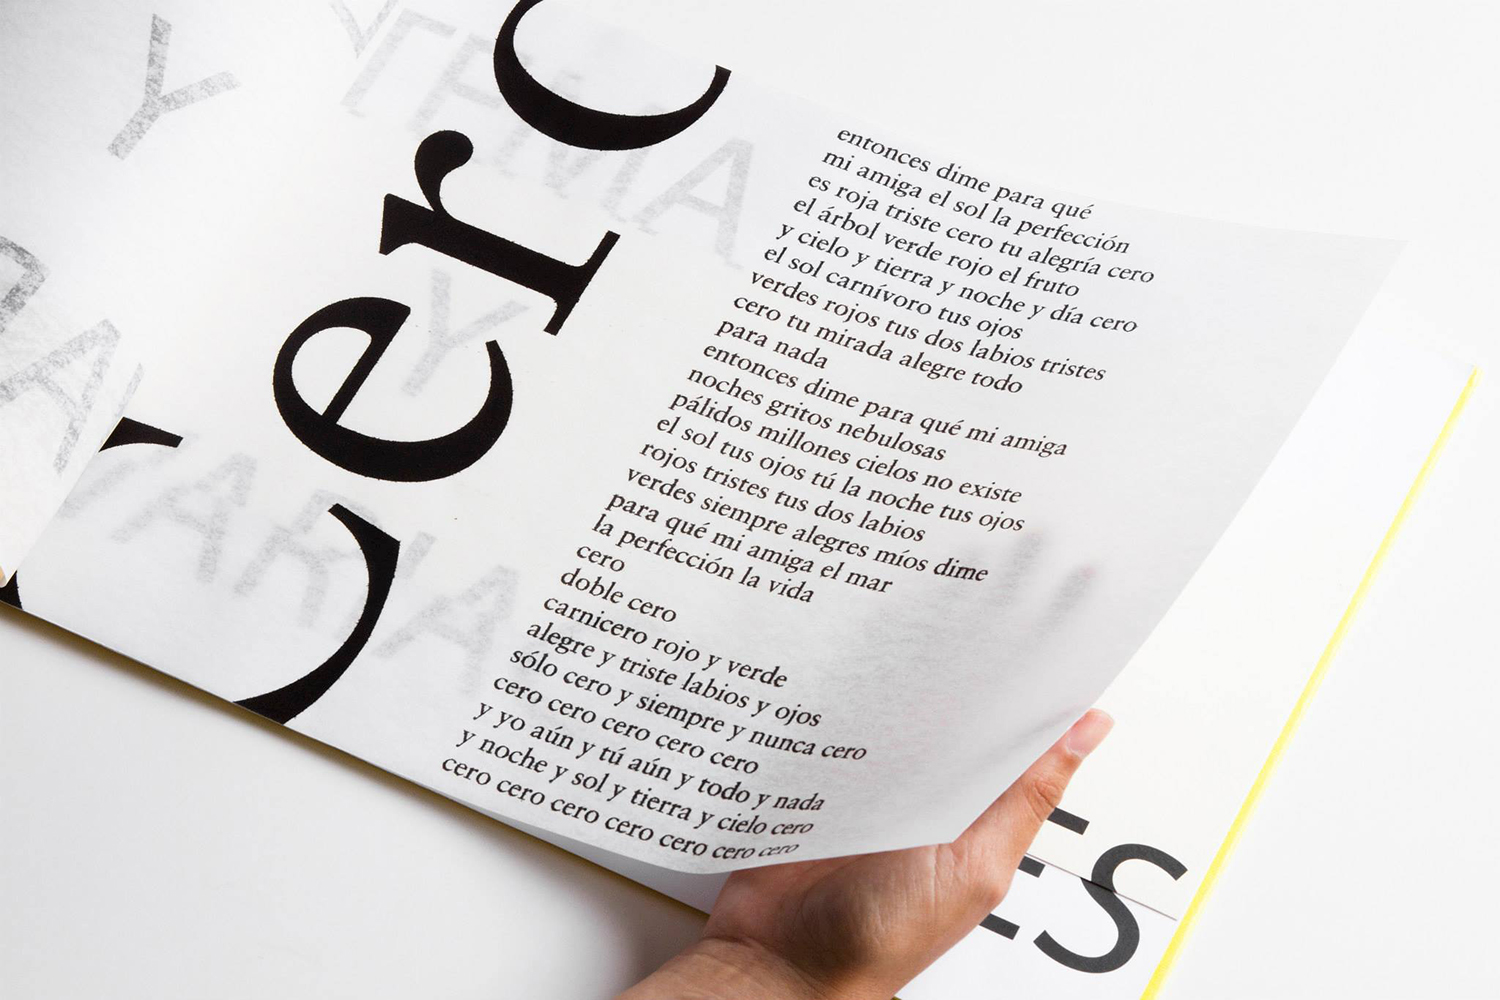 Cero
entonces dime para qué
mi amiga el sol la perfección
es roja triste cero tu alegría cero
el árbol verde rojo el fruto
y cielo y tierra y noche y día cero
el sol carnívoro tus ojos
verdes rojos tus dos labios tristes
cero tu mirada alegre todo
para nada
entonces dime para qué mi amiga
noches gritos nebulosas
pálidos millones cielos no existe
el sol tus ojos tú la noche tus ojos
rojos tristes tus dos labios
verdes siempre alegres míos dime
para qué mi amiga el mar
la perfección la vida
cero
doble cero
carnicero rojo y verde
alegre y triste labios y ojos
sólo cero y siempre y nunca cero
cero cero cero cero cero
y yo aún y tú aún y todo y nada
y noche y sol y tierra y cielo cero
cero cero cero cero cero cero cero